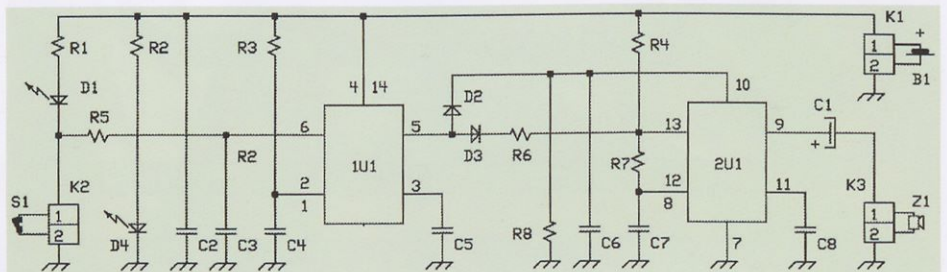 K1
R1 R2 R3 R4 1 +
2
4 14 B1
D1 10
D2 C1
R5 6 5 13 9
R2 1U1 D3 R6 2U1 +
R7
S1 K2 2 3 12 11 K3 Z1
1 1 8 1
2 2
D4 C2 C3 C4 C5 R8 C6 C7 7 C8